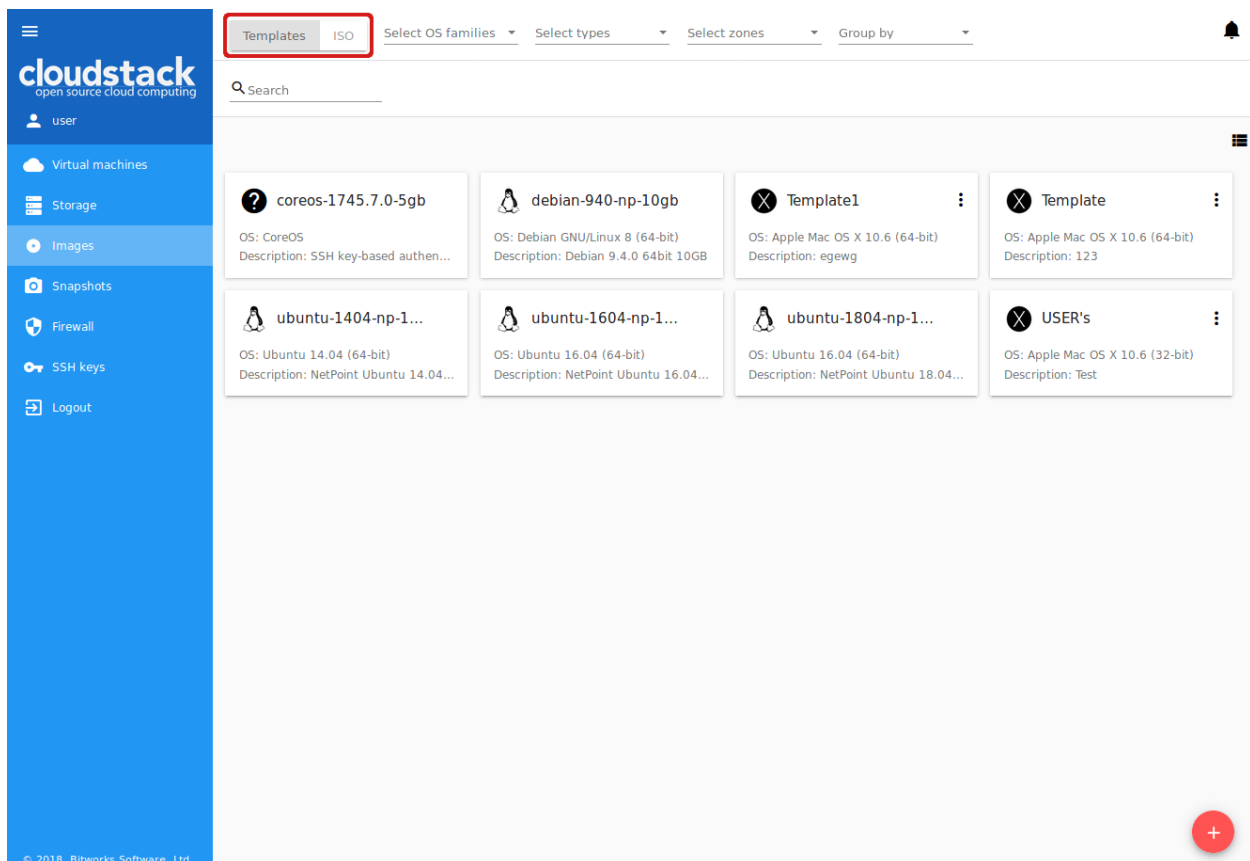 Templates ISO Select OS families Select types Select zones Group by
cloudstack
open source cloud computing
Search
user
Virtual machines
Storage
Images
Snapshots
Firewall
SSH keys
Logout
coreos-1745.7.0-5gb
OS: CoreOS
Description: SSH key-based authen...
debian-940-np-10gb
OS: Debian GNU/Linux 8 (64-bit)
Description: Debian 9.4.0 64bit 10GB
Template1
OS: Apple Mac OS X 10.6 (64-bit)
Description: egewg
Template
OS: Apple Mac OS X 10.6 (64-bit)
Description: 123
ubuntu-1404-np-1...
OS: Ubuntu 14.04 (64-bit)
Description: NetPoint Ubuntu 14.04...
ubuntu-1604-np-1...
OS: Ubuntu 16.04 (64-bit)
Description: NetPoint Ubuntu 16.04...
ubuntu-1804-np-1...
OS: Ubuntu 16.04 (64-bit)
Description: NetPoint Ubuntu 18.04...
USER's
OS: Apple Mac OS X 10.6 (32-bit)
Description: Test
© 2018, Bitworks Software, Ltd